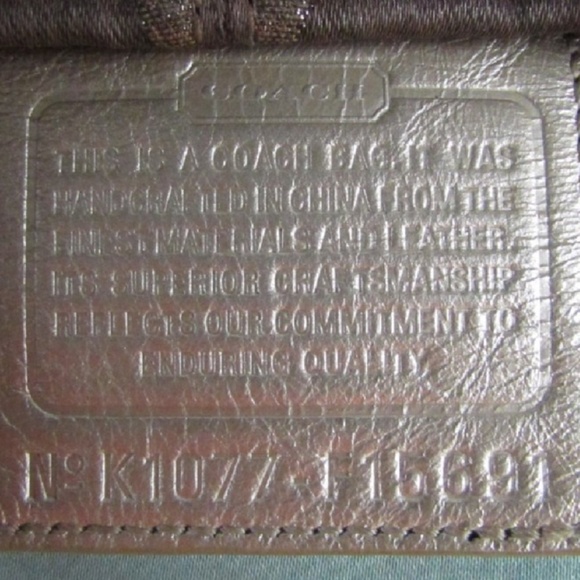 COACH
THIS IS A COACH BAG. IT WAS
HANDCRAFTED IN CHINA FROM THE
FINEST MATERIALS AND LEATHER.
ITS SUPERIOR CRAFTSMANSHIP
REFLECTS OUR COMMITMENT TO
ENDURING QUALITY.
Nº K1077-F15691